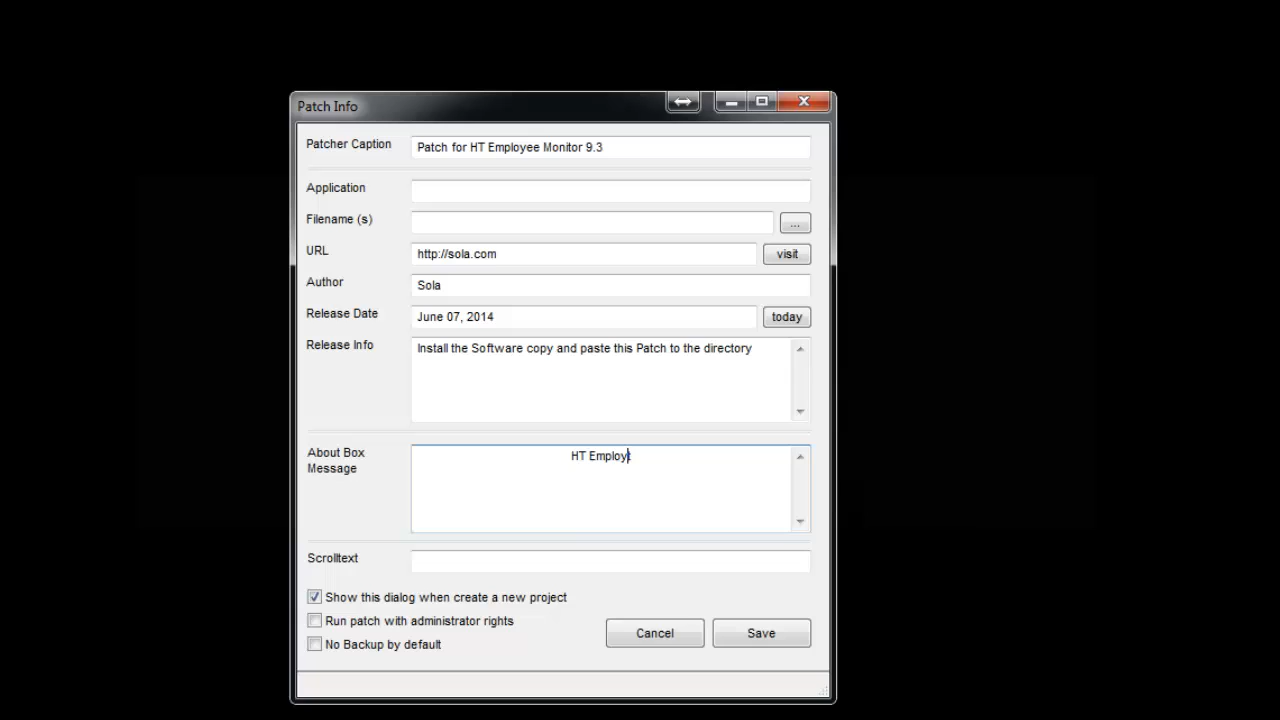 Patch Info
Patcher Caption Patch for HT Employee Monitor 9.3
Application
Filename (s) ...
URL http://sola.com visit
Author Sola
Release Date June 07, 2014 today
Release Info Install the Software copy and paste this Patch to the directory
About Box HT Employt
Message
Scrolltext
Show this dialog when create a new project
Run patch with administrator rights
Cancel Save
No Backup by default